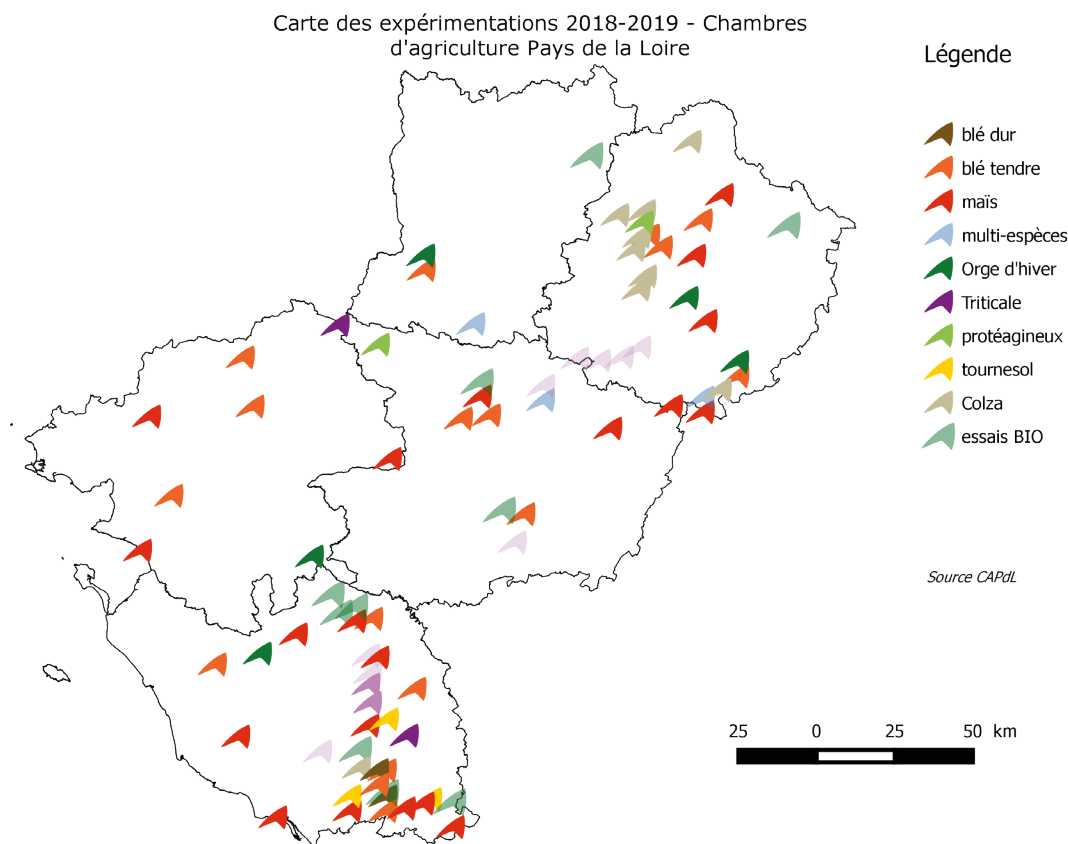 Carte des expérimentations 2018-2019 - Chambres
d'agriculture Pays de la Loire
Légende
blé dur
blé tendre
maïs
multi-espèces
Orge d'hiver
Triticale
protéagineux
tournesol
Colza
essais BIO
Source CAPdL
25 0 25 50 km